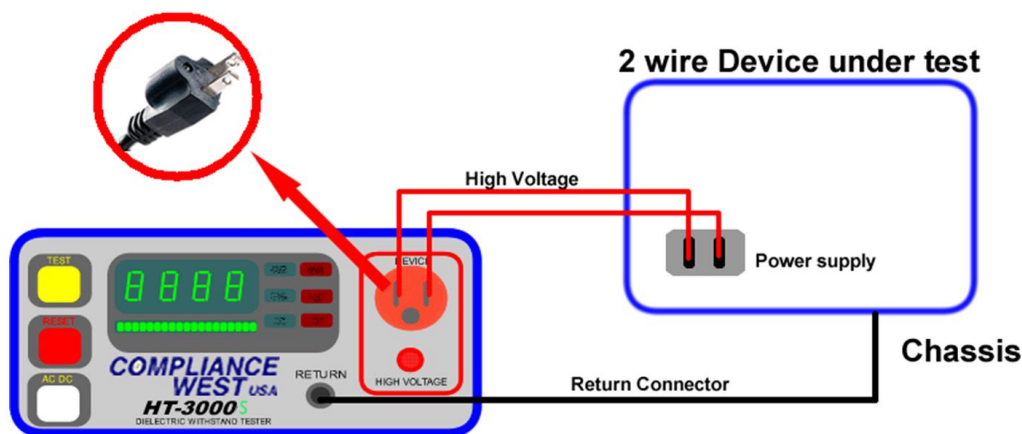 2 wire Device under test
High Voltage
Power supply
Chassis
Return Connector
TEST
RESET
AC DC
8888
DEVICE
HIGH VOLTAGE
RETURN
COMPLIANCE
WEST USA
HT-3000S
DIELECTRIC WITHSTAND TESTER